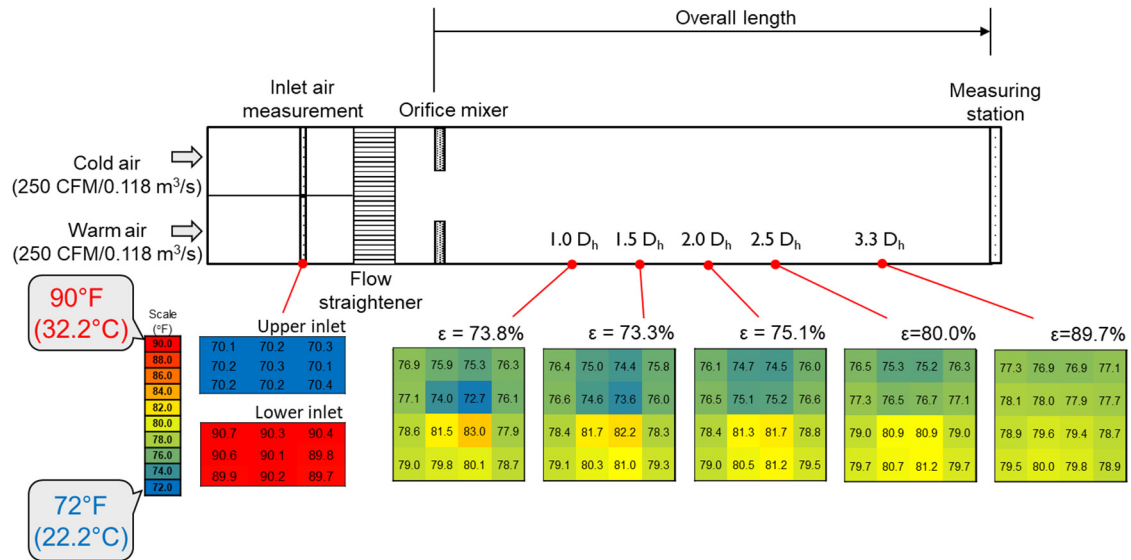 Overall length
Inlet air
measurement
Orifice mixer
Measuring
station
Cold air
(250 CFM/0.118 m³/s)
Warm air
(250 CFM/0.118 m³/s)
1.0 Dₕ
1.5 Dₕ
2.0 Dₕ
2.5 Dₕ
3.3 Dₕ
Flow
straightener
90°F
(32.2°C)
72°F
(22.2°C)
Scale
(°F)
90.0
88.0
86.0
84.0
82.0
80.0
78.0
76.0
74.0
72.0
Upper inlet
70.1 70.2 70.3
70.2 70.3 70.1
70.2 70.2 70.4
Lower inlet
90.7 90.3 90.4
90.6 90.1 89.8
89.9 90.2 89.7
ε = 73.8%
76.9 75.9 75.3 76.3
77.1 74.0 72.7 76.1
78.6 81.5 83.0 77.9
79.0 79.8 80.1 78.7
ε = 73.3%
76.4 75.0 74.4 75.8
76.6 74.6 73.6 76.0
78.4 81.7 82.2 78.3
79.1 80.3 81.0 79.3
ε = 75.1%
76.1 74.7 74.5 76.0
76.5 75.1 75.2 76.6
78.4 81.3 81.7 78.8
79.0 80.5 81.2 79.5
ε=80.0%
76.5 75.3 75.2 76.3
77.3 76.5 76.7 77.1
79.0 80.9 80.9 79.0
79.7 80.7 81.2 79.7
ε=89.7%
77.3 76.9 76.9 77.1
78.1 78.0 77.9 77.7
78.9 79.6 79.4 78.7
79.5 80.0 79.8 78.9